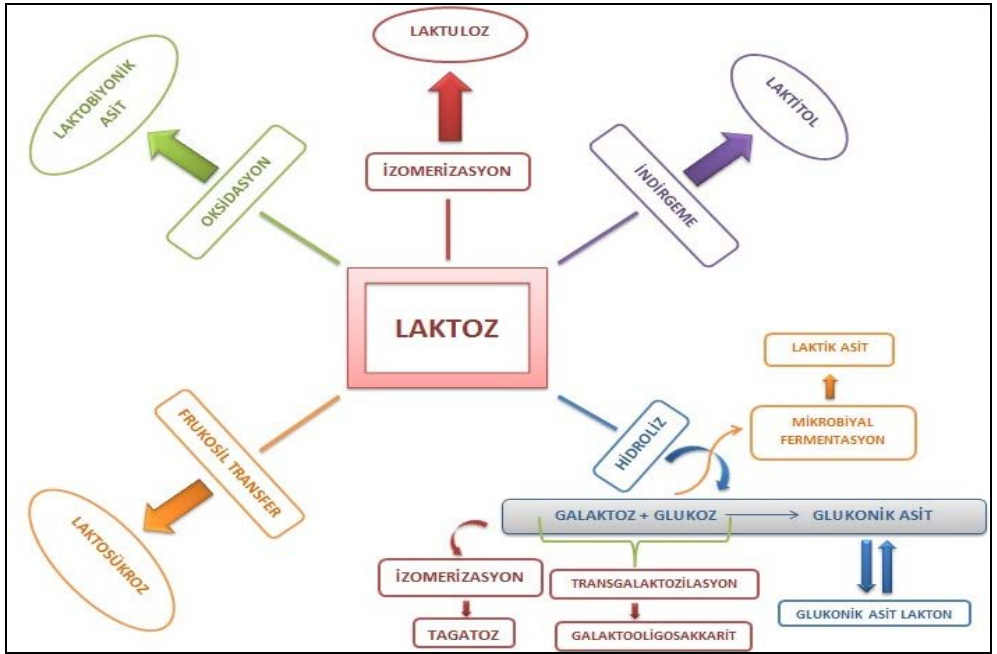 LAKTULOZ
LAKTOBİYONİK
ASİT
LAKTİTOL
İZOMERİZASYON
OKSİDASYON
İNDİRGEME
LAKTOZ
LAKTİK ASİT
FRUKOSİL TRANSFER
HİDROLİZ
MİKROBİYAL
FERMENTASYON
GALAKTOZ + GLUKOZ
GLUKONİK ASİT
LAKTOSÜKROZ
İZOMERİZASYON
TRANSGALAKTOZİLASYON
GLUKONİK ASİT LAKTON
TAGATOZ
GALAKTOOLİGOSAKKARİT